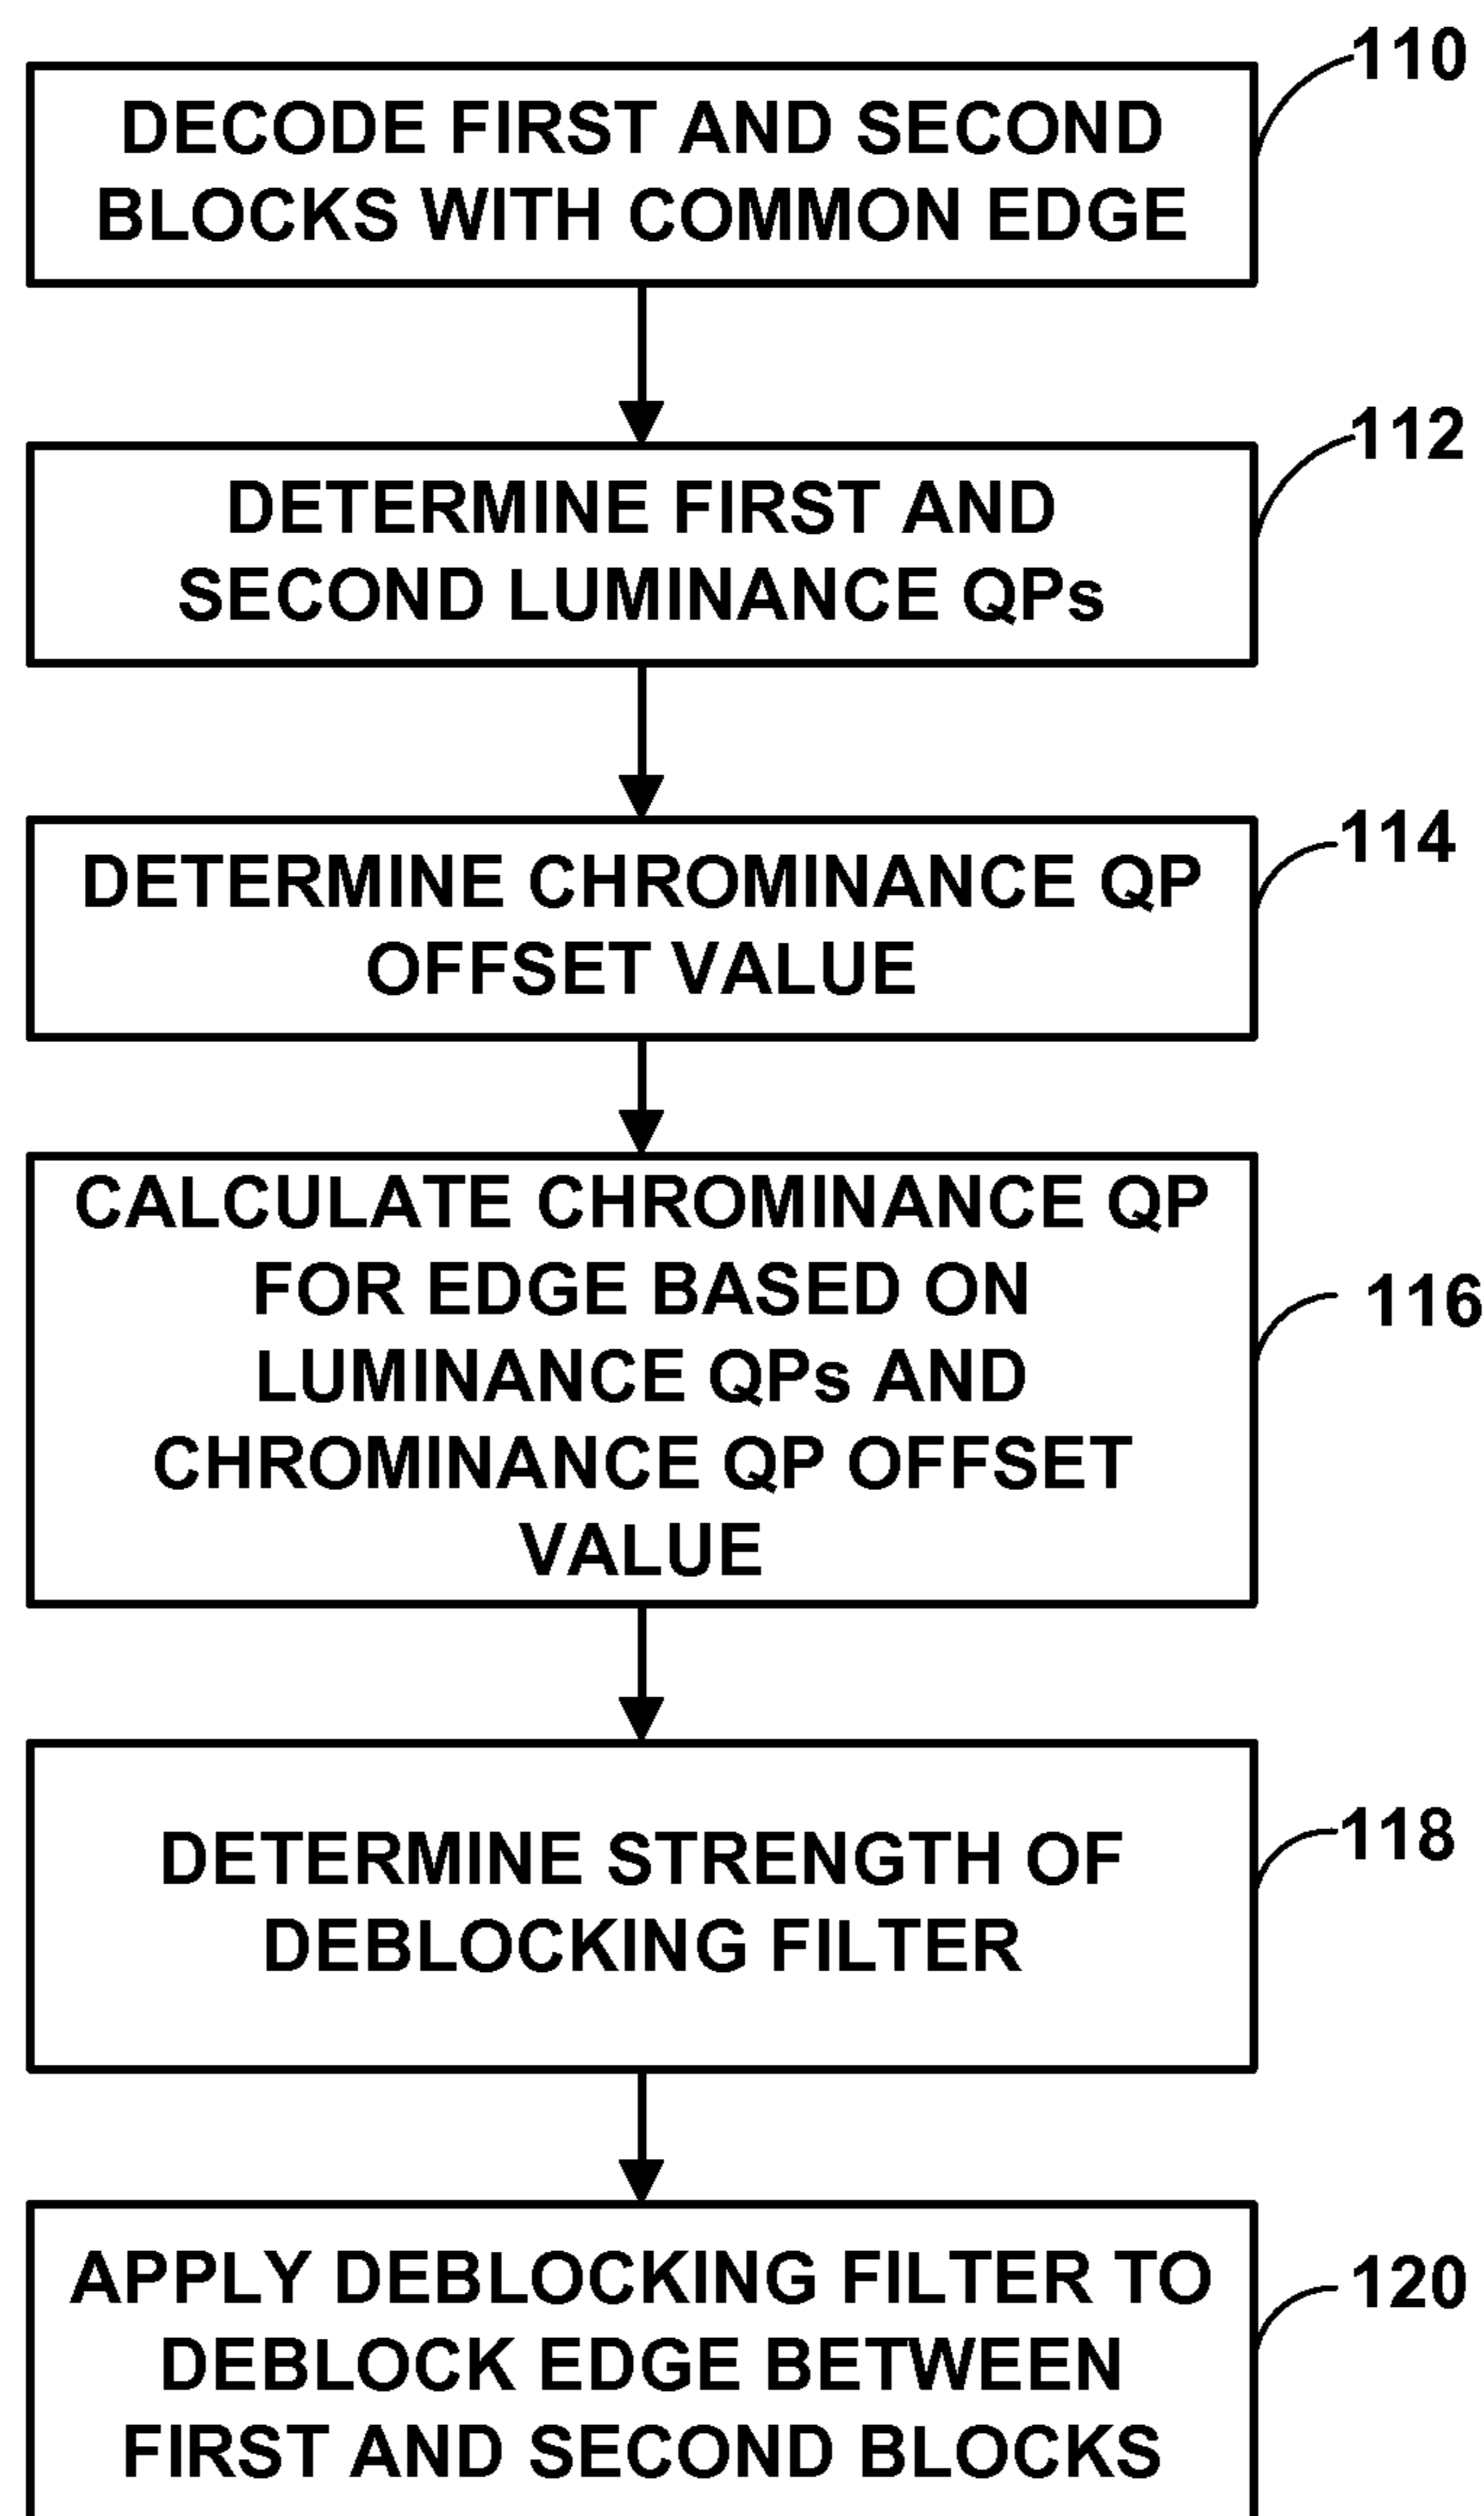 110
DECODE FIRST AND SECOND
BLOCKS WITH COMMON EDGE
112
DETERMINE FIRST AND
SECOND LUMINANCE QPs
114
DETERMINE CHROMINANCE QP
OFFSET VALUE
CALCULATE CHROMINANCE QP
FOR EDGE BASED ON
116
LUMINANCE QPs AND
CHROMINANCE QP OFFSET
VALUE
118
DETERMINE STRENGTH OF
DEBLOCKING FILTER
APPLY DEBLOCKING FILTER TO
120
DEBLOCK EDGE BETWEEN
FIRST AND SECOND BLOCKS